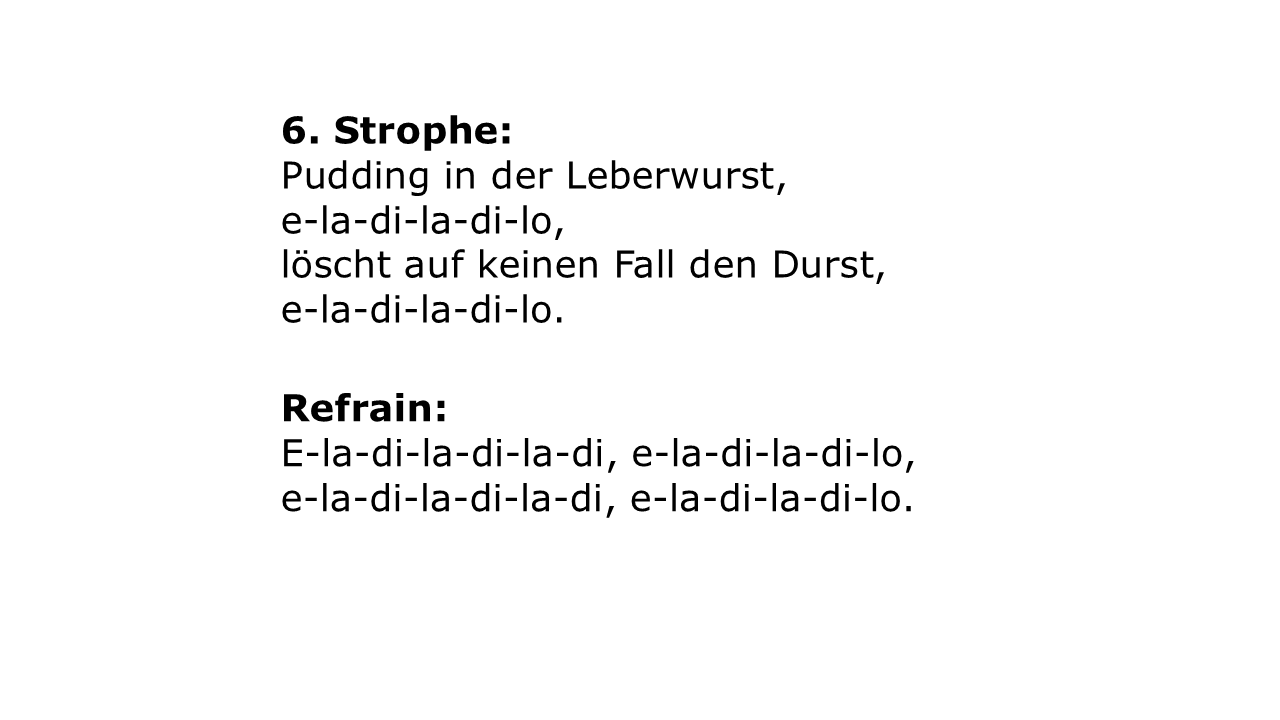 6. Strophe:
Pudding in der Leberwurst,
e-la-di-la-di-lo,
löscht auf keinen Fall den Durst,
e-la-di-la-di-lo.
Refrain:
E-la-di-la-di-la-di, e-la-di-la-di-lo,
e-la-di-la-di-la-di, e-la-di-la-di-lo.